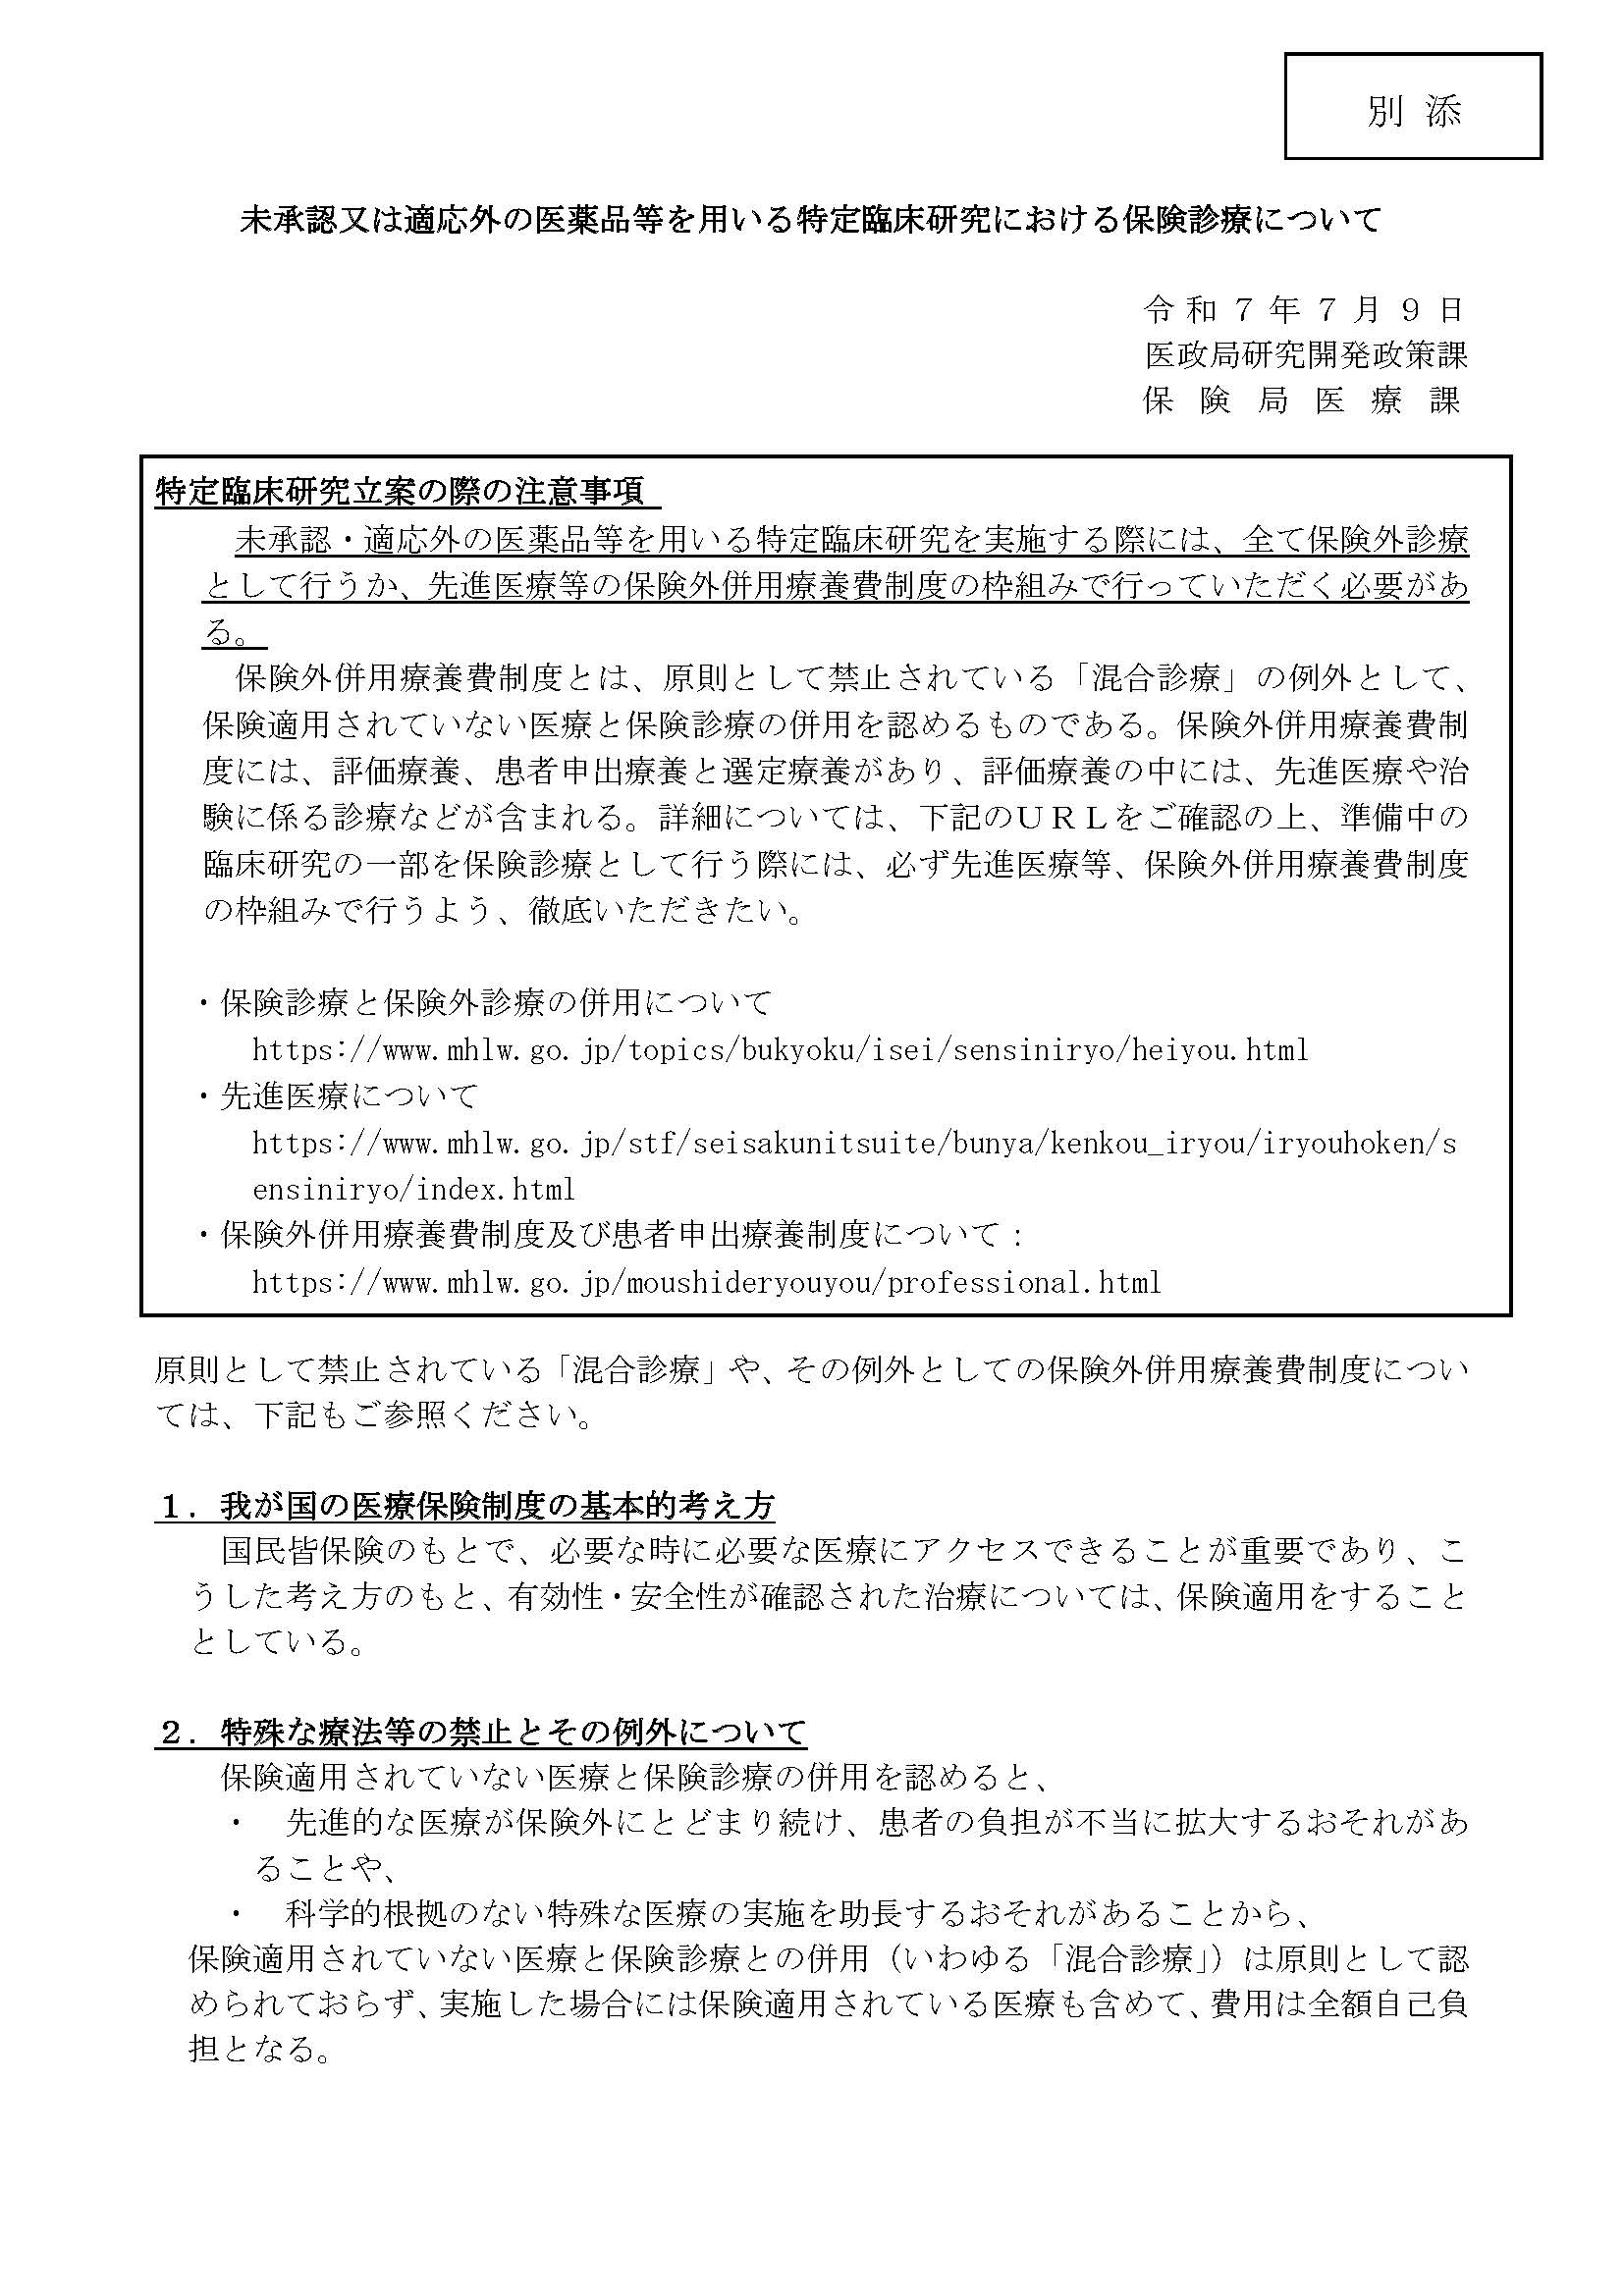 別 添
未承認又は適応外の医薬品等を用いる特定臨床研究における保険診療について
令和７年７月９日
医政局研究開発政策課
保険局医療課
特定臨床研究立案の際の注意事項
未承認・適応外の医薬品等を用いる特定臨床研究を実施する際には、全て保険外診療
として行うか、先進医療等の保険外併用療養費制度の枠組みで行っていただく必要があ
る。
保険外併用療養費制度とは、原則として禁止されている「混合診療」の例外として、
保険適用されていない医療と保険診療の併用を認めるものである。保険外併用療養費制
度には、評価療養、患者申出療養と選定療養があり、評価療養の中には、先進医療や治
験に係る診療などが含まれる。詳細については、下記のＵＲＬをご確認の上、準備中の
臨床研究の一部を保険診療として行う際には、必ず先進医療等、保険外併用療養費制度
の枠組みで行うよう、徹底いただきたい。
・保険診療と保険外診療の併用について
https://www.mhlw.go.jp/topics/bukyoku/isei/sensiniryo/heiyou.html
・先進医療について
https://www.mhlw.go.jp/stf/seisakunitsuite/bunya/kenkou_iryou/iryouhoken/s
ensiniryo/index.html
・保険外併用療養費制度及び患者申出療養制度について：
https://www.mhlw.go.jp/moushideryouyou/professional.html
原則として禁止されている「混合診療」や、その例外としての保険外併用療養費制度につい
ては、下記もご参照ください。
１．我が国の医療保険制度の基本的考え方
国民皆保険のもとで、必要な時に必要な医療にアクセスできることが重要であり、こ
うした考え方のもと、有効性・安全性が確認された治療については、保険適用をすること
としている。
２．特殊な療法等の禁止とその例外について
保険適用されていない医療と保険診療の併用を認めると、
・　先進的な医療が保険外にとどまり続け、患者の負担が不当に拡大するおそれがあ
ることや、
・　科学的根拠のない特殊な医療の実施を助長するおそれがあることから、
保険適用されていない医療と保険診療との併用（いわゆる「混合診療」）は原則として認
められておらず、実施した場合には保険適用されている医療も含めて、費用は全額自己負
担となる。